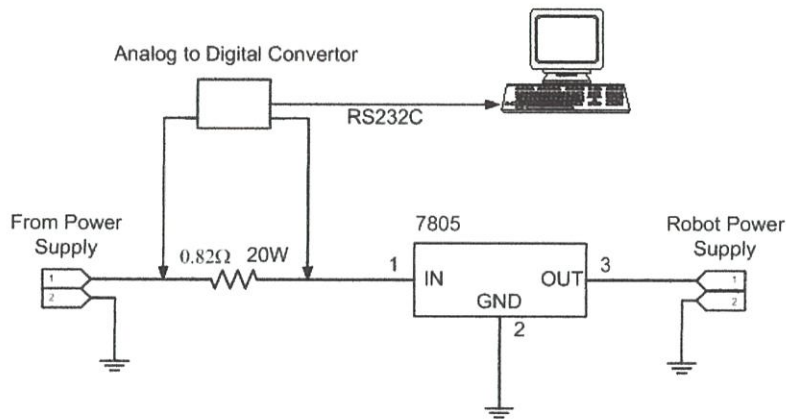 Analog to Digital Convertor
RS232C
From Power
Supply
0.82Ω 20W
7805
Robot Power
Supply
1
2
1
IN
OUT
GND
2
3
1
2